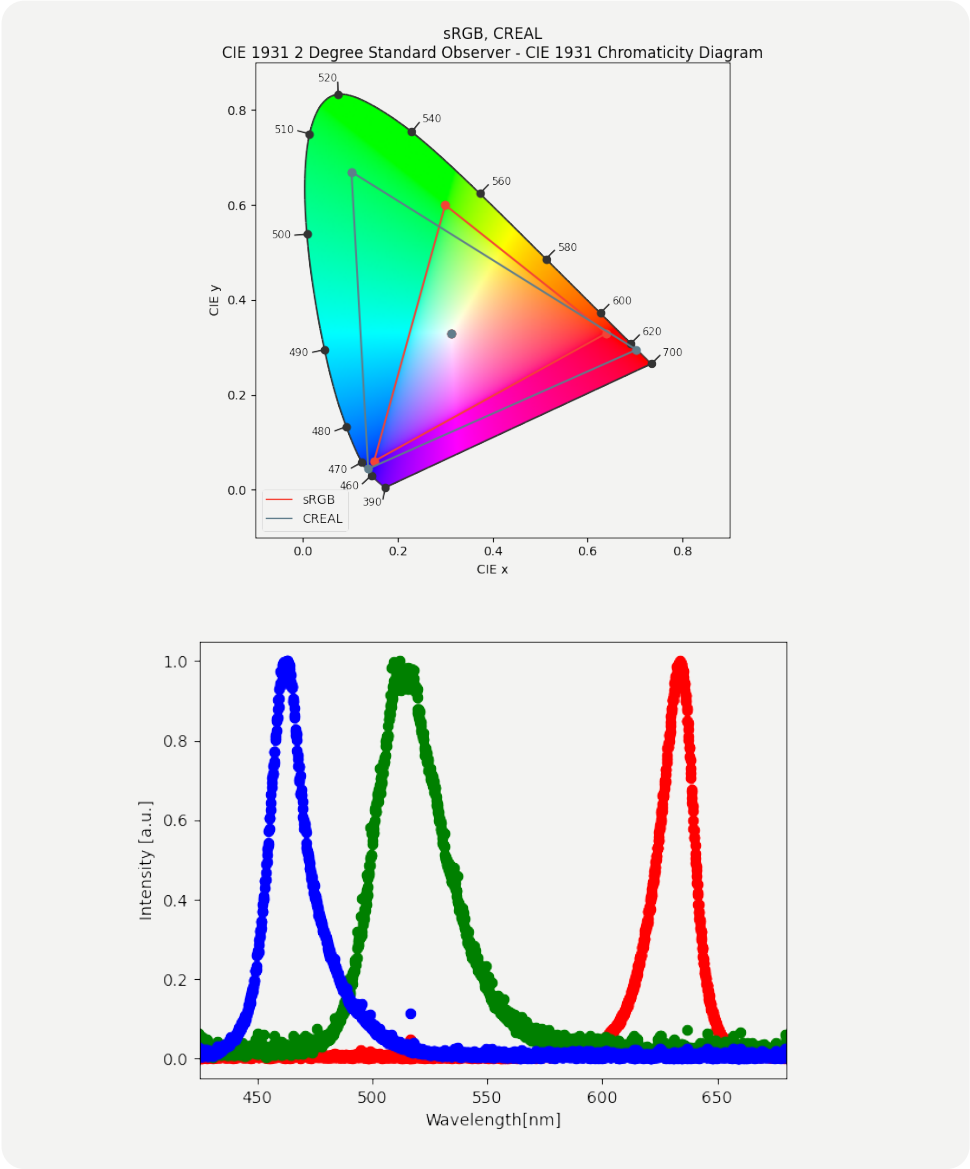 sRGB, CREAL
CIE 1931 2 Degree Standard Observer - CIE 1931 Chromaticity Diagram
520
0.8
540
510
560
0.6
500
580
CIE y
0.4
600
620
490
700
0.2
480
470
460
0.0
390
sRGB
CREAL
0.0 0.2 0.4 0.6 0.8
CIE x
1.0
0.8
0.6
Intensity [a.u.]
0.4
0.2
0.0
450 500 550 600 650
Wavelength[nm]